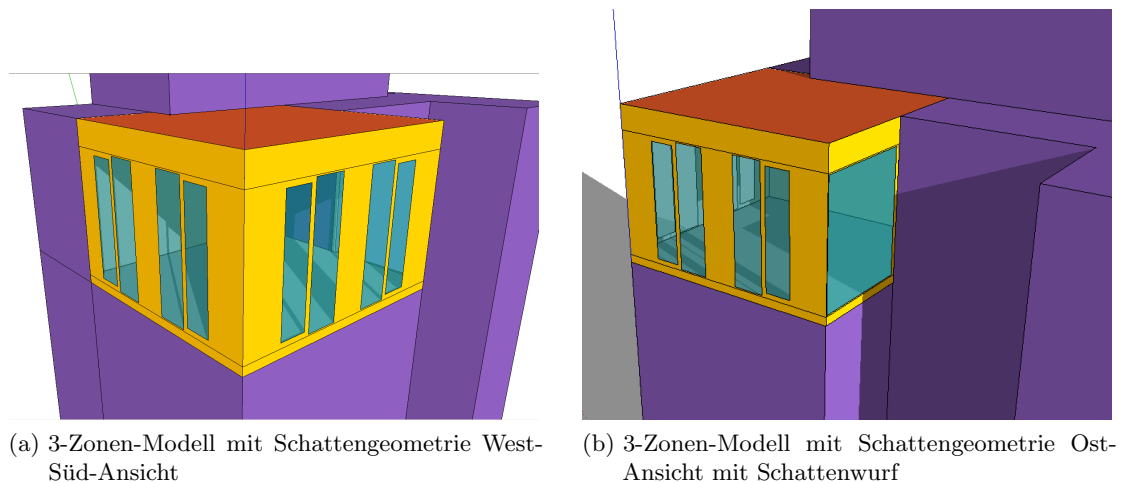 (a) 3-Zonen-Modell mit Schattengeometrie West-
Süd-Ansicht
(b) 3-Zonen-Modell mit Schattengeometrie Ost-
Ansicht mit Schattenwurf